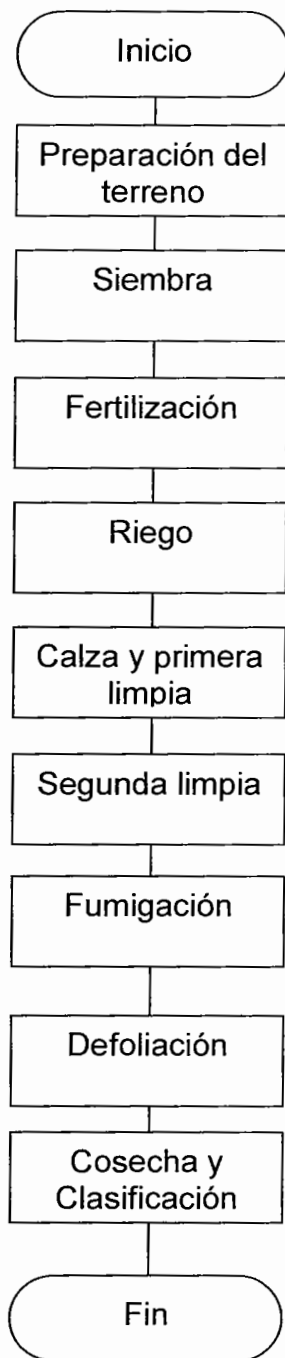 Inicio
Preparación del
terreno
Siembra
Fertilización
Riego
Calza y primera
limpia
Segunda limpia
Fumigación
Defoliación
Cosecha y
Clasificación
Fin